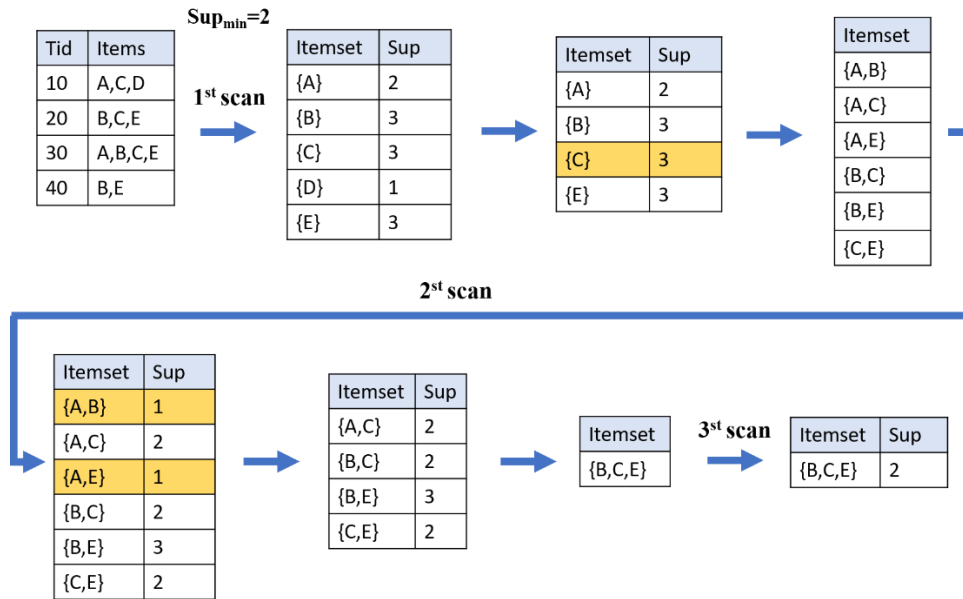 Sup_min=2
Tid Items
10 A,C,D
20 B,C,E
30 A,B,C,E
40 B,E
1st scan
Itemset Sup
{A} 2
{B} 3
{C} 3
{D} 1
{E} 3
Itemset Sup
{A} 2
{B} 3
{C} 3
{E} 3
Itemset
{A,B}
{A,C}
{A,E}
{B,C}
{B,E}
{C,E}
2st scan
Itemset Sup
{A,B} 1
{A,C} 2
{A,E} 1
{B,C} 2
{B,E} 3
{C,E} 2
Itemset Sup
{A,C} 2
{B,C} 2
{B,E} 3
{C,E} 2
Itemset
{B,C,E}
3st scan
Itemset Sup
{B,C,E} 2